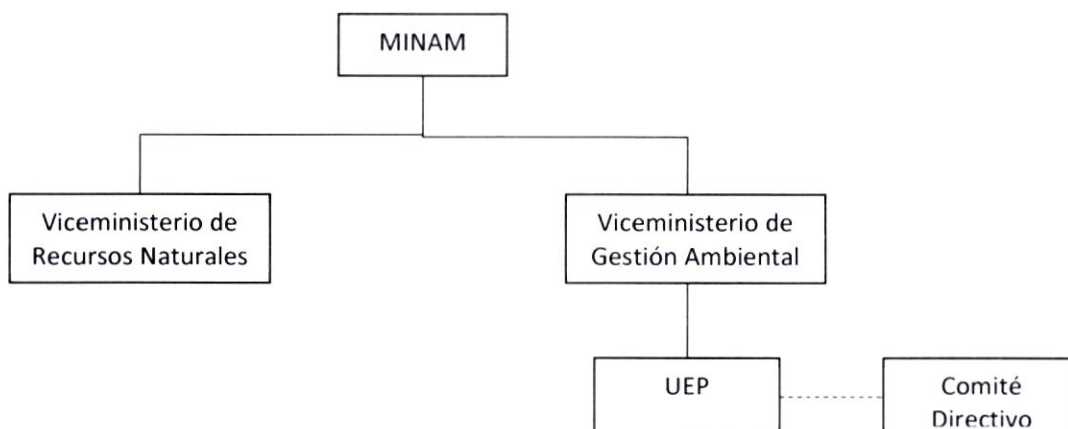 MINAM
Viceministerio de
Recursos Naturales
Viceministerio de
Gestión Ambiental
UEP
Comité
Directivo